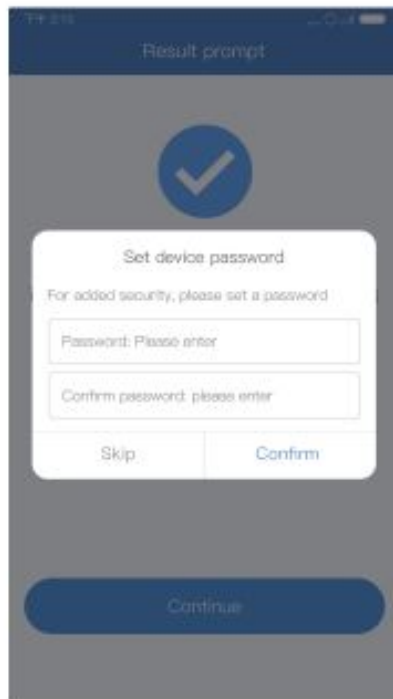 Result prompt
Set device password
For added security, please set a password
Password: Please enter
Confirm password: please enter
Skip
Confirm
Continue